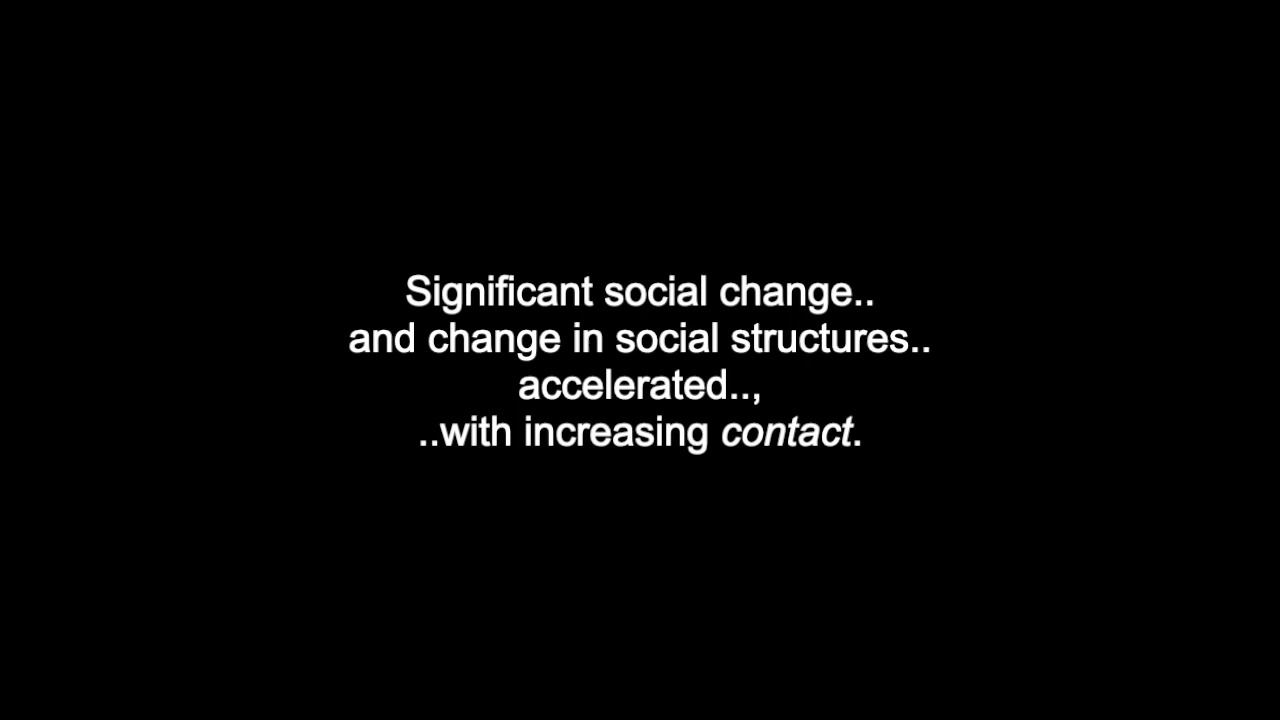 Significant social change..
and change in social structures..
accelerated..,
..with increasing contact.